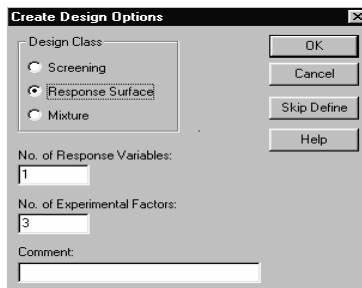 Create Design Options
Design Class
Screening
Response Surface
Mixture
OK
Cancel
Skip Define
Help
No. of Response Variables:
1
No. of Experimental Factors:
3
Comment: